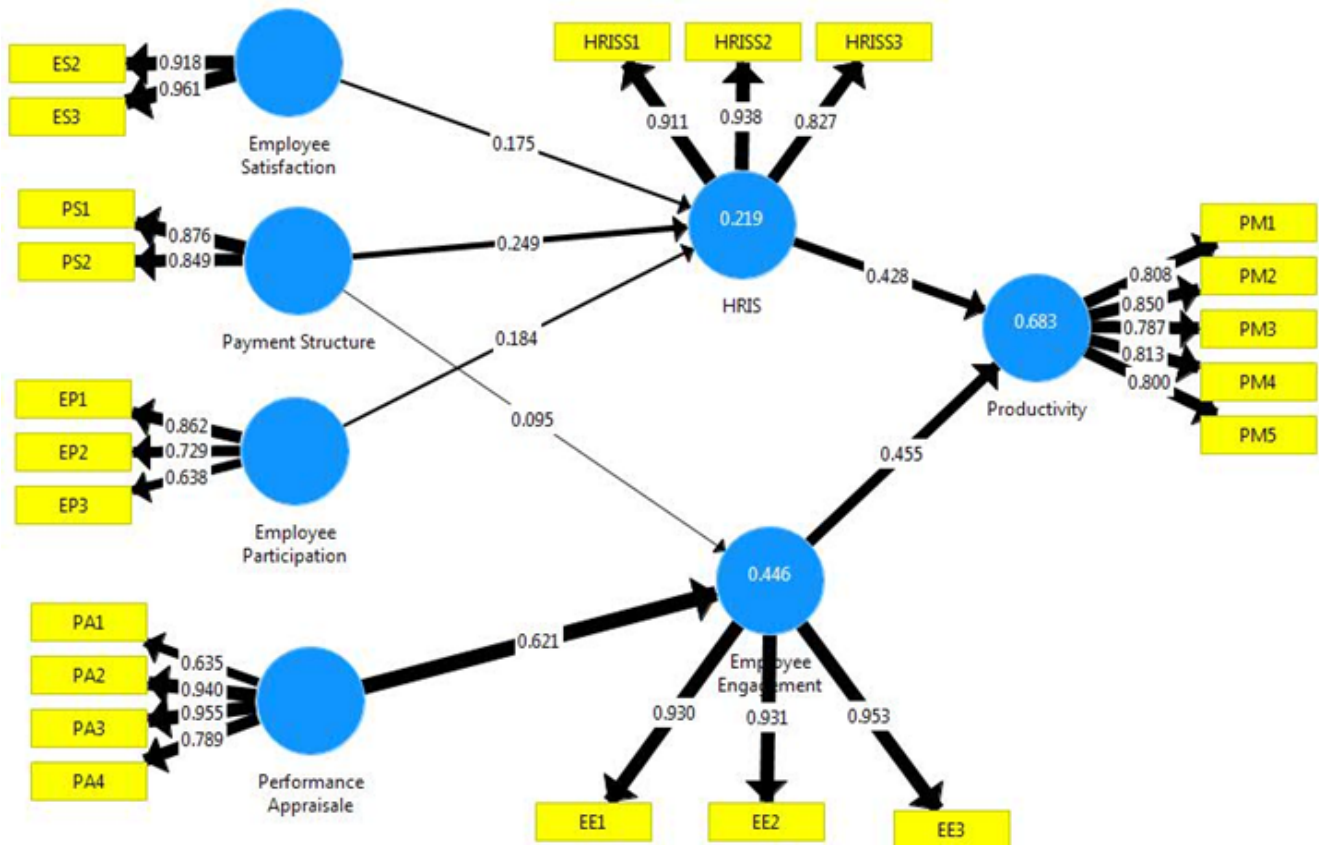 HRISS1
HRISS2
HRISS3
ES2
ES3
0.918
0.961
Employee
Satisfaction
0.911
0.938
0.827
0.175
PS1
PS2
0.876
0.849
Payment Structure
0.249
0.219
HRIS
0.184
0.428
0.095
EP1
EP2
EP3
0.862
0.729
0.638
Employee
Participation
0.683
Productivity
0.808
0.850
0.787
0.813
0.800
PM1
PM2
PM3
PM4
PM5
0.455
PA1
PA2
PA3
PA4
0.635
0.940
0.955
0.789
Performance
Appraisale
0.621
0.446
Employee
Engagement
0.930
0.931
0.953
EE1
EE2
EE3